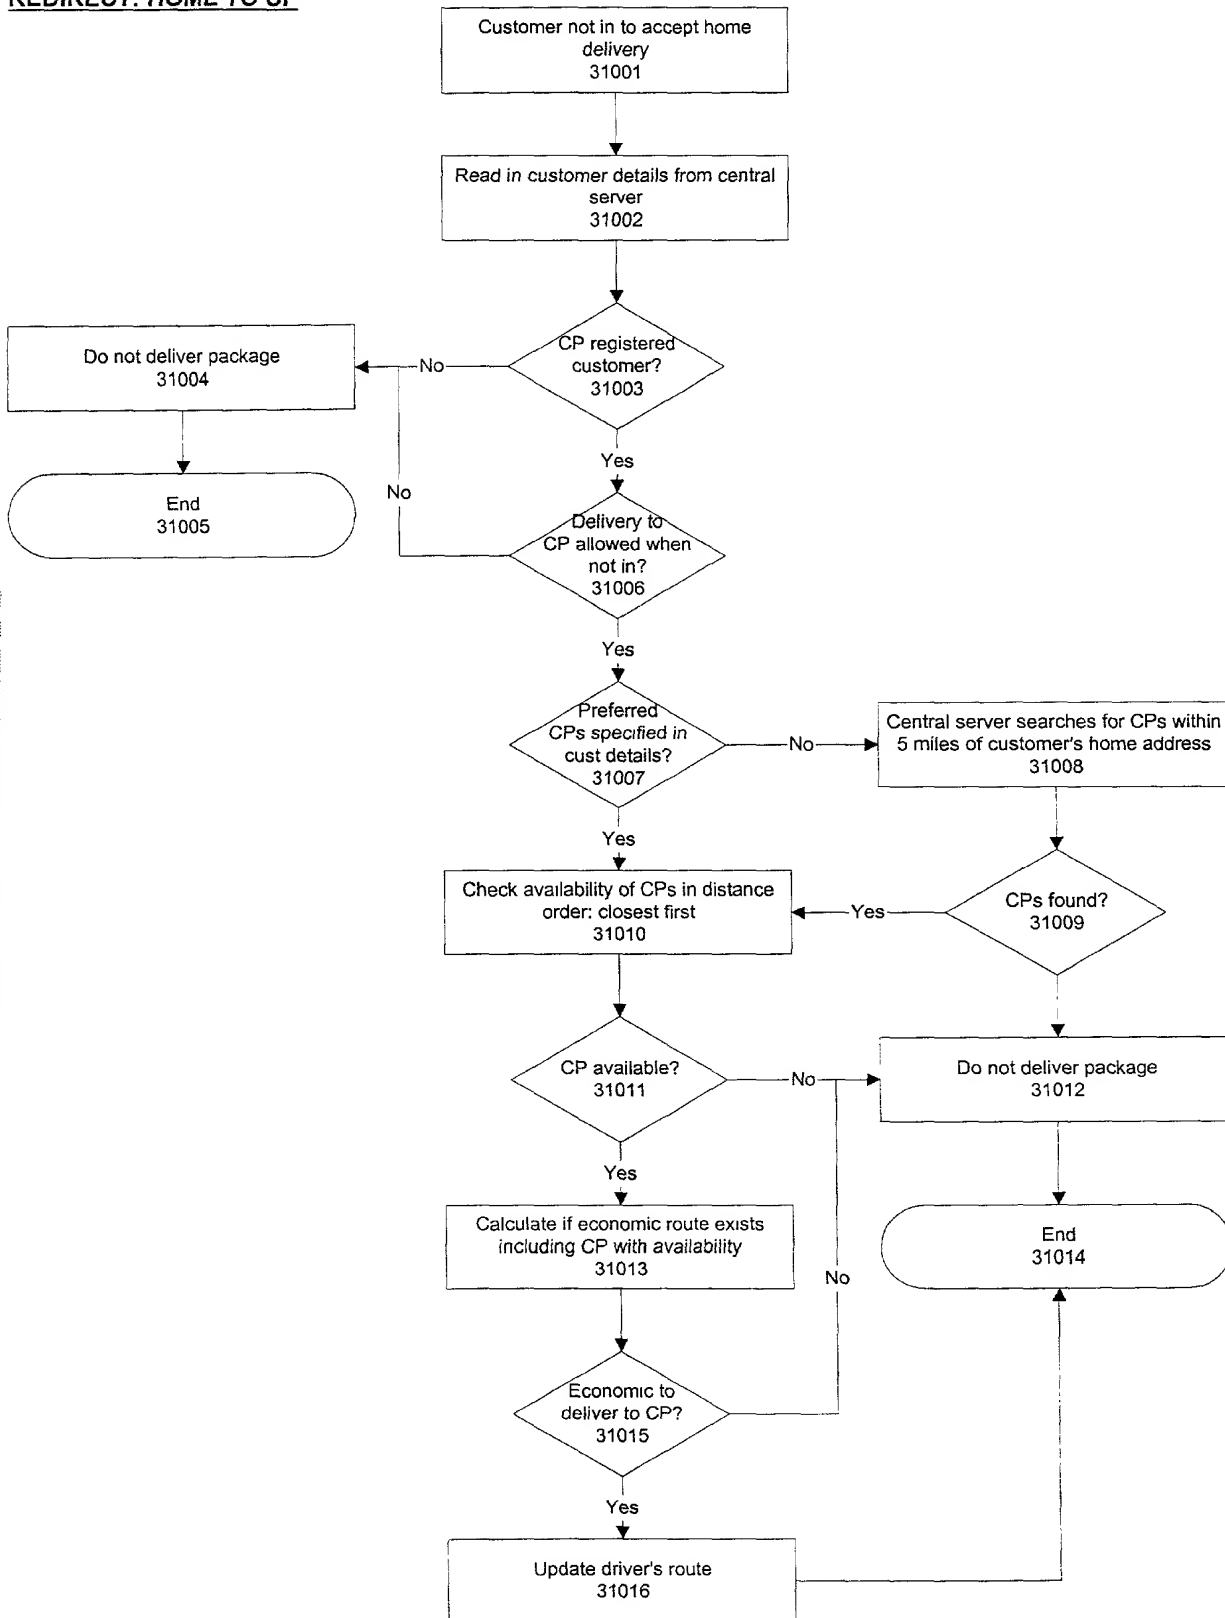 REDIRECT: HOME TO CP
Customer not in to accept home
delivery
31001
Read in customer details from central
server
31002
CP registered
customer?
31003
No
Do not deliver package
31004
Yes
End
31005
No
Delivery to
CP allowed when
not in?
31006
Yes
Preferred
CPs specified in
cust details?
31007
No
Central server searches for CPs within
5 miles of customer's home address
31008
Yes
Check availability of CPs in distance
order: closest first
31010
Yes
CPs found?
31009
CP available?
31011
No
Do not deliver package
31012
Yes
Calculate if economic route exists
including CP with availability
31013
End
31014
No
Economic to
deliver to CP?
31015
Yes
Update driver's route
31016